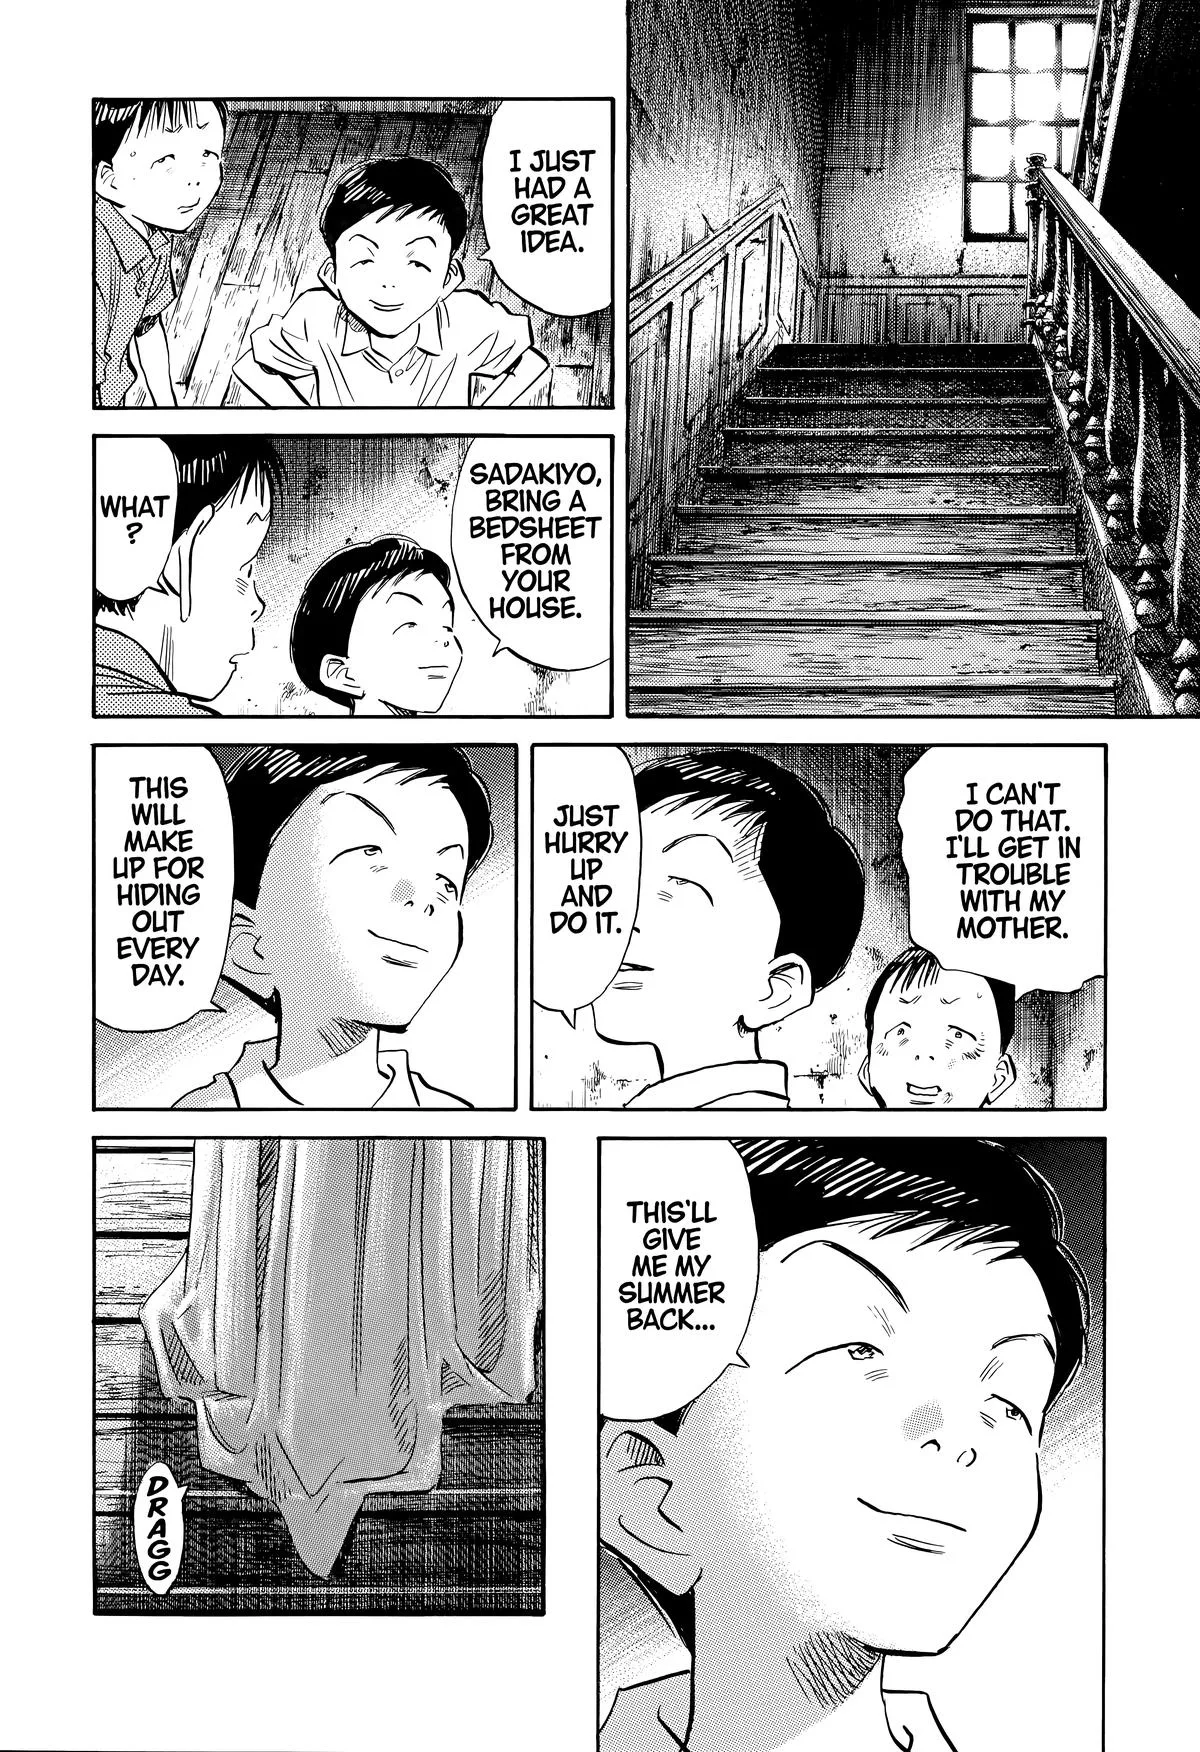 I JUST
HAD A
GREAT
IDEA.
SADAKIYO,
BRING A
BEDSHEET
FROM
YOUR
HOUSE.
WHAT
?
I CAN'T
DO THAT.
I'LL GET IN
TROUBLE
WITH MY
MOTHER.
JUST
HURRY
UP
AND
DO IT.
THIS
WILL
MAKE
UP FOR
HIDING
OUT
EVERY
DAY.
THIS'LL
GIVE
ME MY
SUMMER
BACK...
DRAGG